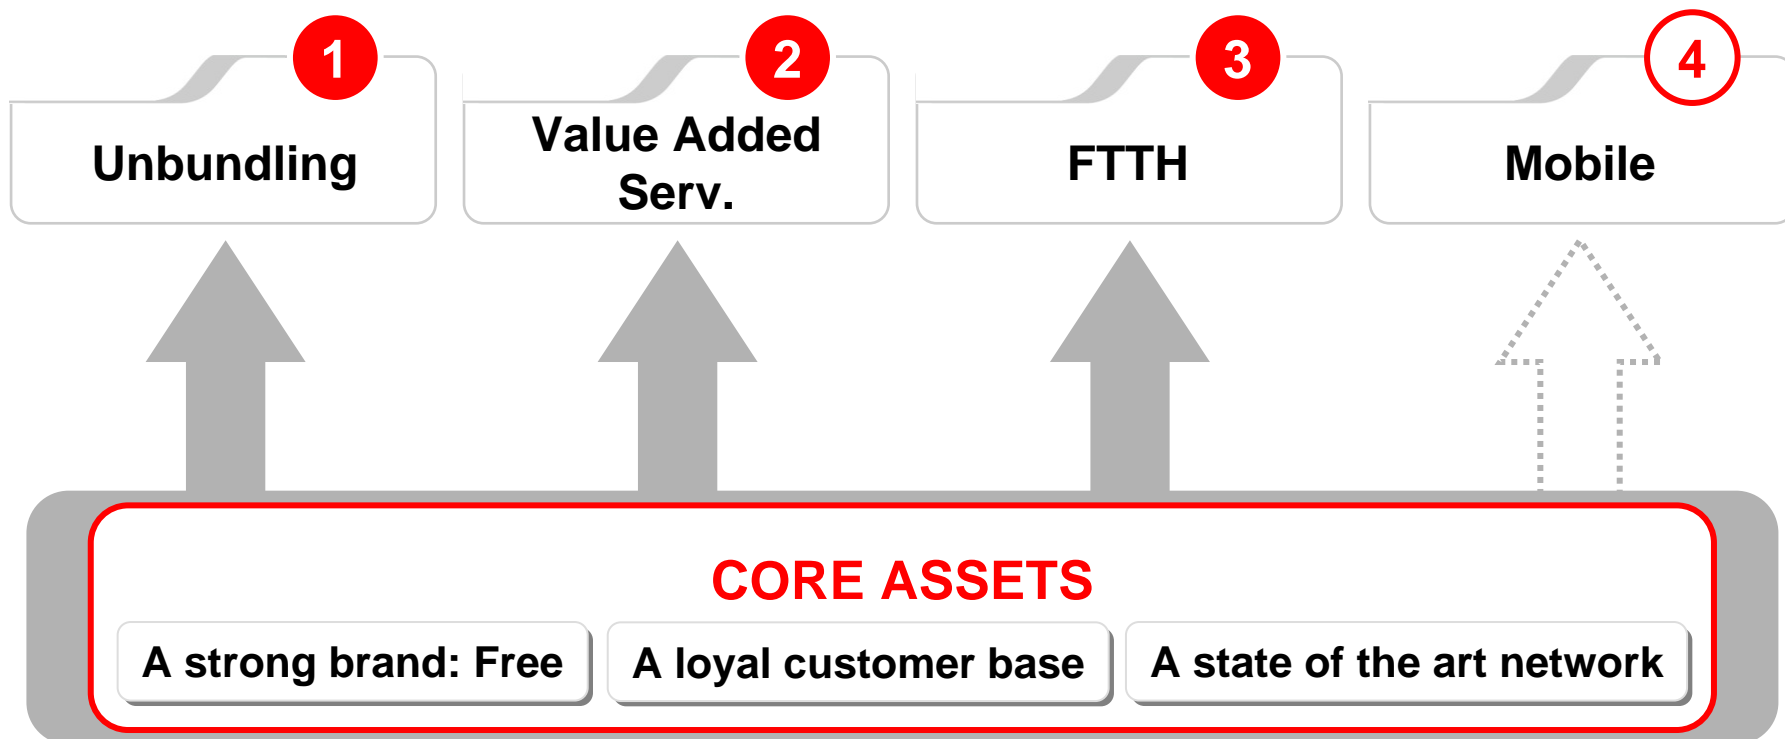 1
2
3
4
Unbundling
Value Added
Serv.
FTTH
Mobile
CORE ASSETS
A strong brand: Free
A loyal customer base
A state of the art network